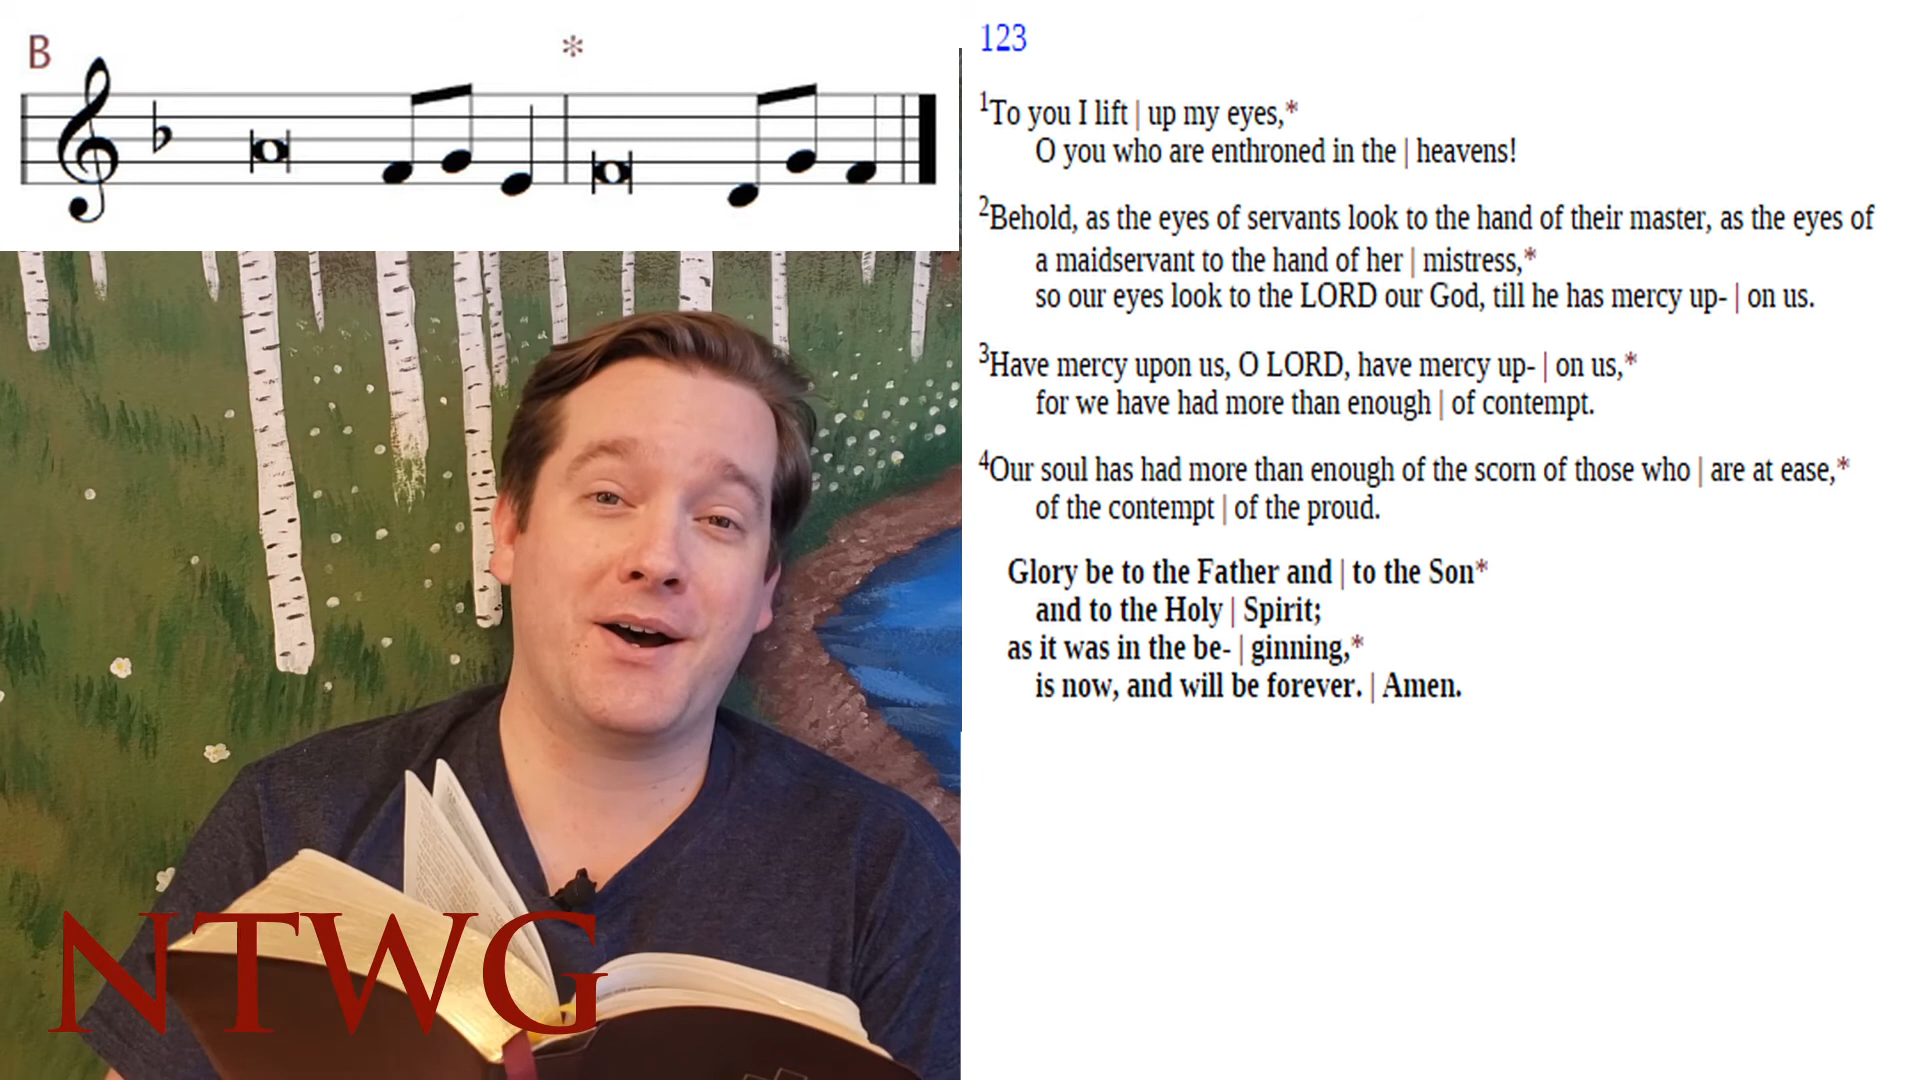 B
*
123
1To you I lift | up my eyes,*
O you who are enthroned in the | heavens!
2Behold, as the eyes of servants look to the hand of their master, as the eyes of
a maidservant to the hand of her | mistress,*
so our eyes look to the LORD our God, till he has mercy up- | on us.
3Have mercy upon us, O LORD, have mercy up- | on us,*
for we have had more than enough | of contempt.
4Our soul has had more than enough of the scorn of those who | are at ease,*
of the contempt | of the proud.
Glory be to the Father and | to the Son*
and to the Holy | Spirit;
as it was in the be- | ginning,*
is now, and will be forever. | Amen.
NTWG